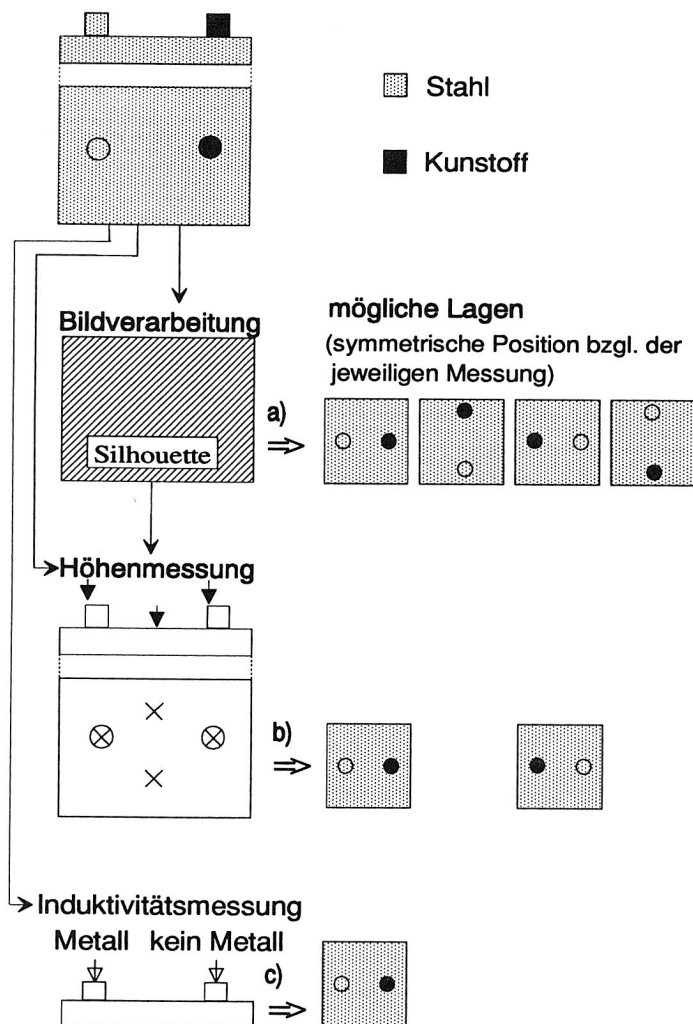 Stahl
Kunstoff
Bildverarbeitung
Silhouette
mögliche Lagen
(symmetrische Position bzgl. der
jeweiligen Messung)
a)
Höhenmessung
b)
Induktivitätsmessung
Metall kein Metall
c)